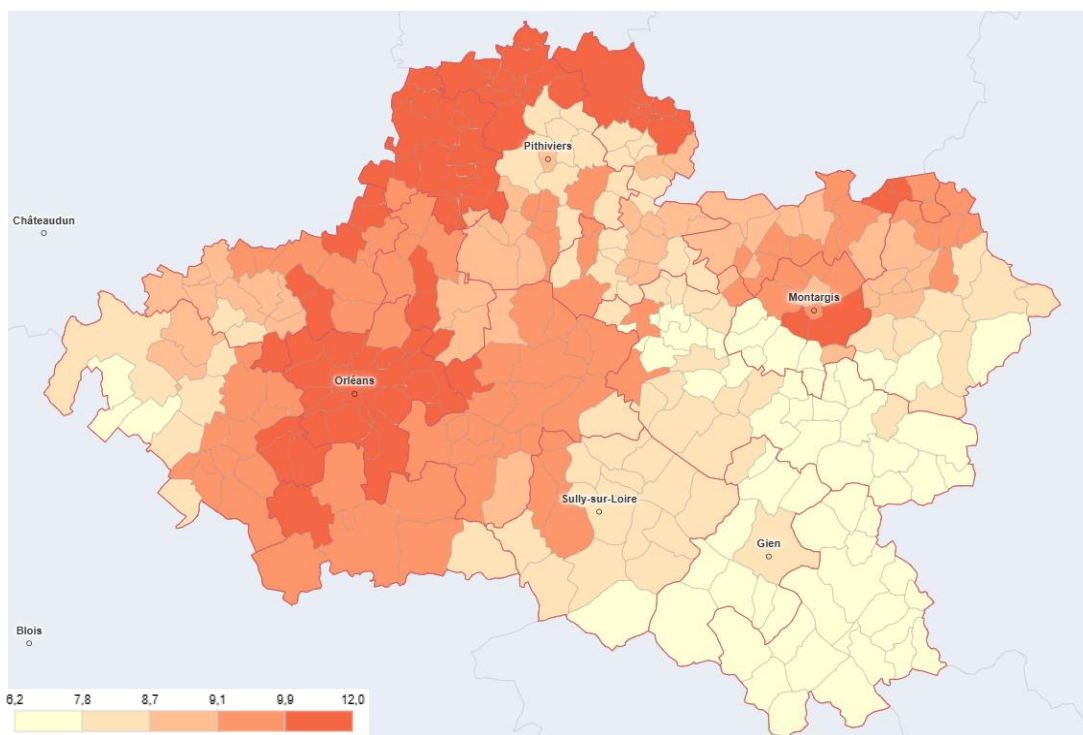 Pithiviers
Châteaudun
Montargis
Orléans
Sully-sur-Loire
Gien
Blois
6,2 7,8 8,7 9,1 9,9 12,0